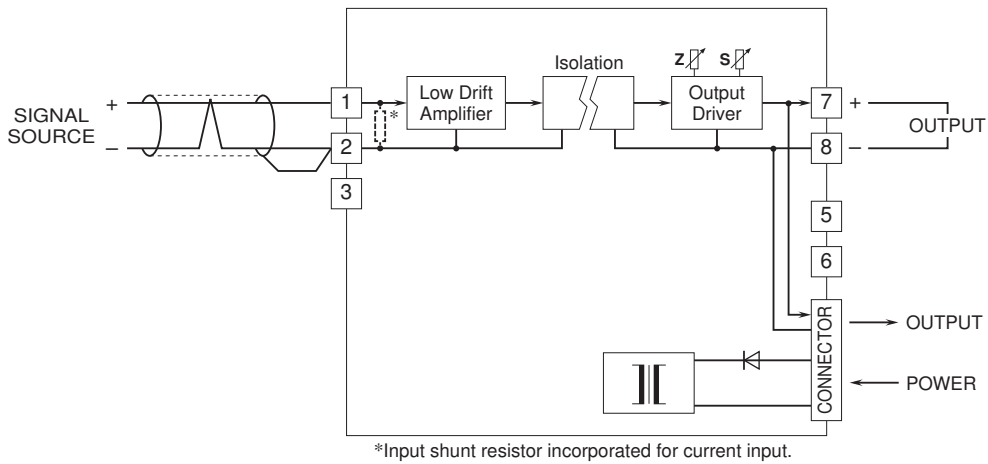 Isolation
Z S
SIGNAL
SOURCE
+
–
1
*
Low Drift
Amplifier
Output
Driver
7
+
OUTPUT
2
8
–
3
5
6
CONNECTOR
OUTPUT
POWER
*Input shunt resistor incorporated for current input.